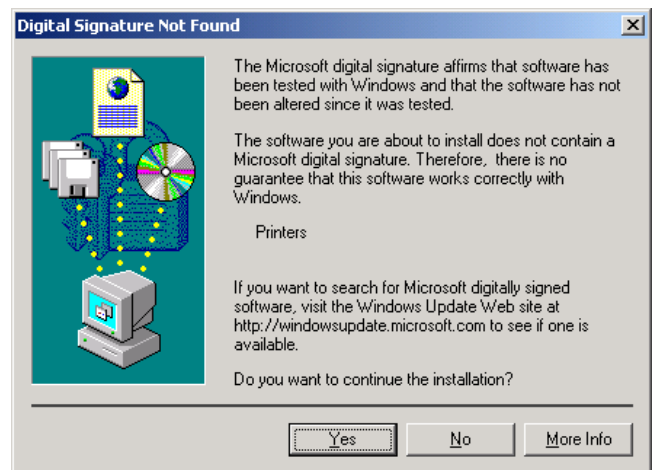 Digital Signature Not Found
The Microsoft digital signature affirms that software has
been tested with Windows and that the software has not
been altered since it was tested.
The software you are about to install does not contain a
Microsoft digital signature. Therefore,  there is no
guarantee that this software works correctly with
Windows.
Printers
If you want to search for Microsoft digitally signed
software, visit the Windows Update Web site at
http://windowsupdate.microsoft.com to see if one is
available.
Do you want to continue the installation?
Yes
No
More Info